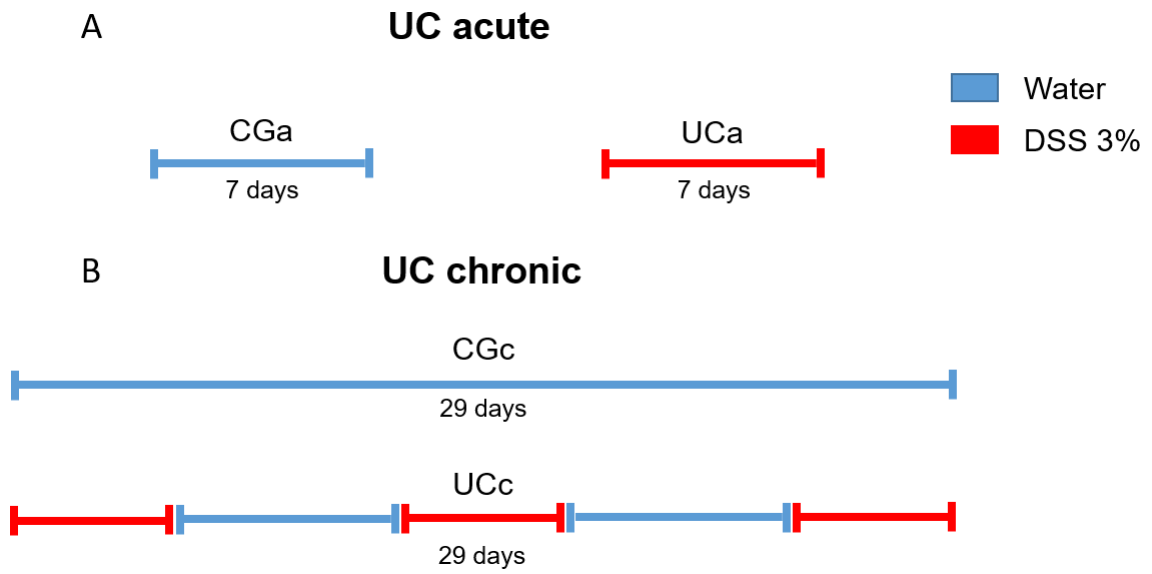 A
UC acute
Water
DSS 3%
CGa
7 days
UCa
7 days
B
UC chronic
CGc
29 days
UCc
29 days